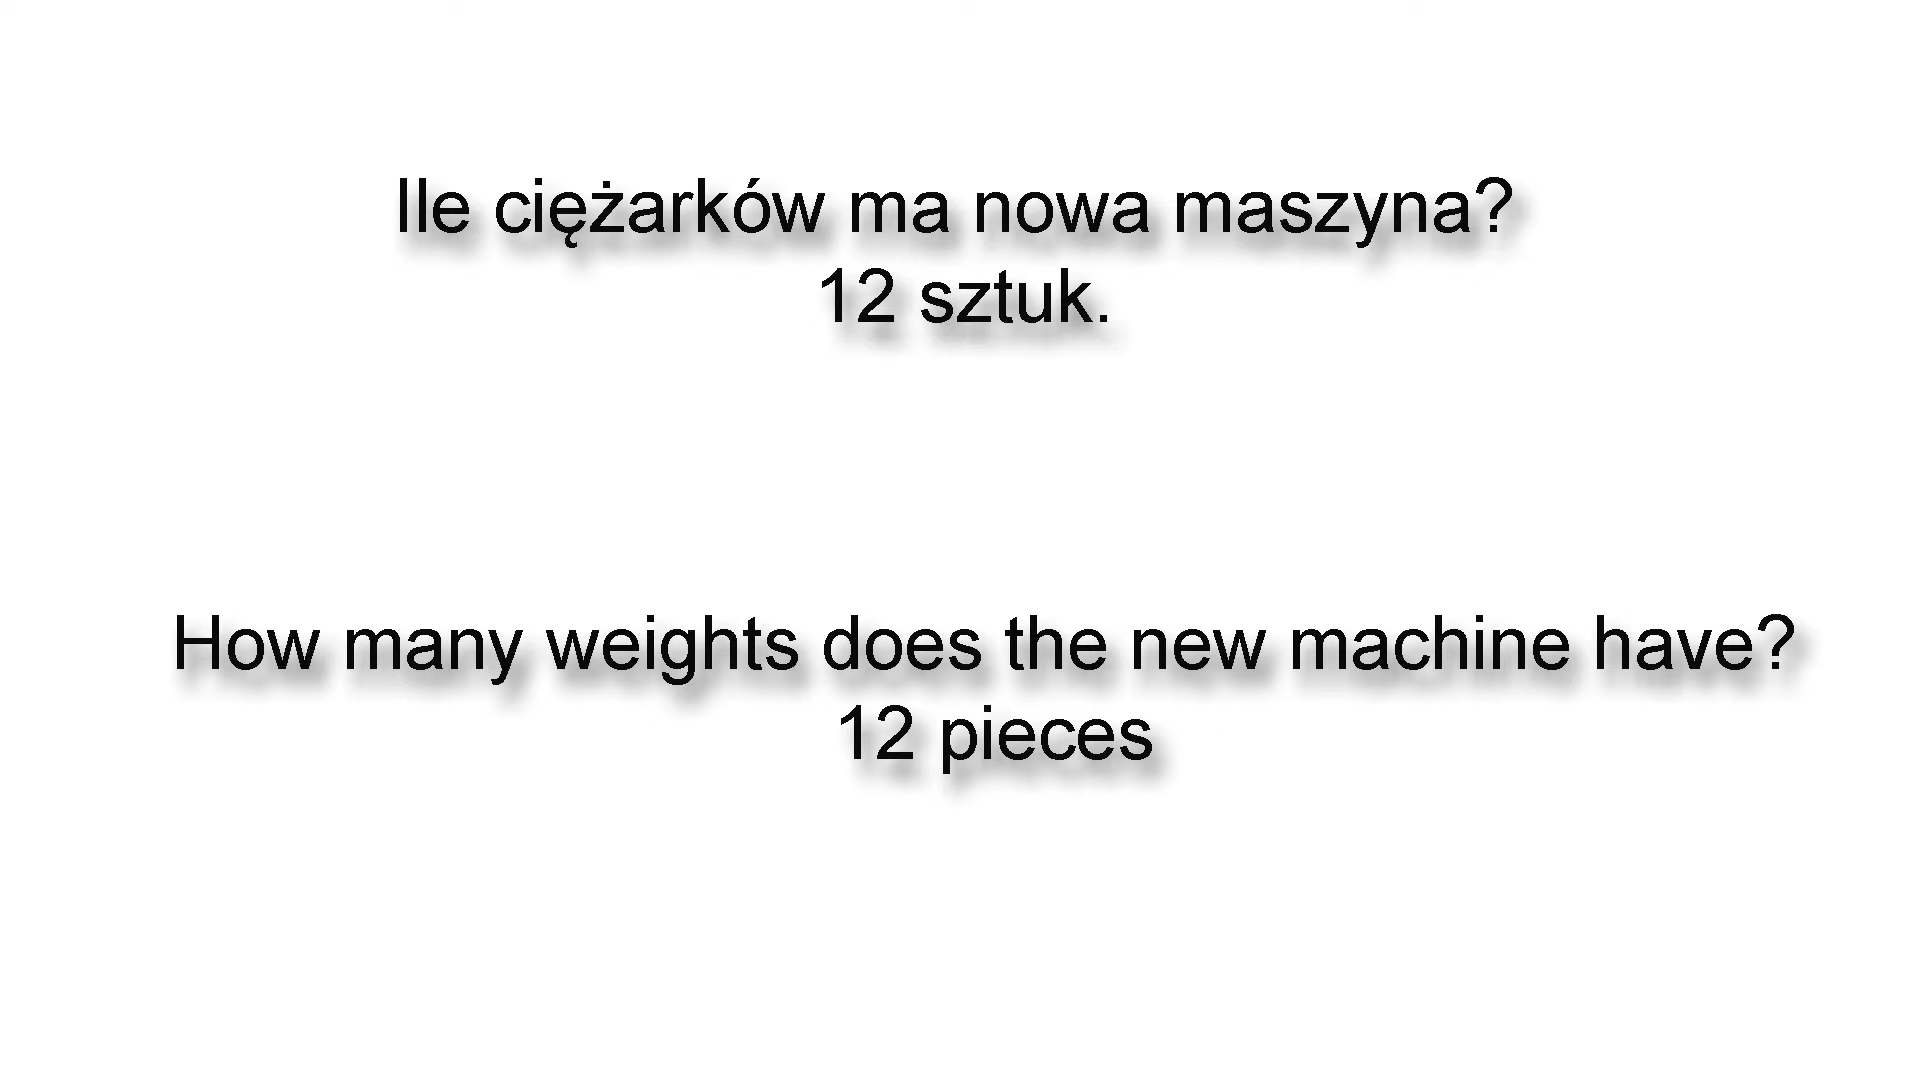 Ile ciężarków ma nowa maszyna?
12 sztuk.
How many weights does the new machine have?
12 pieces